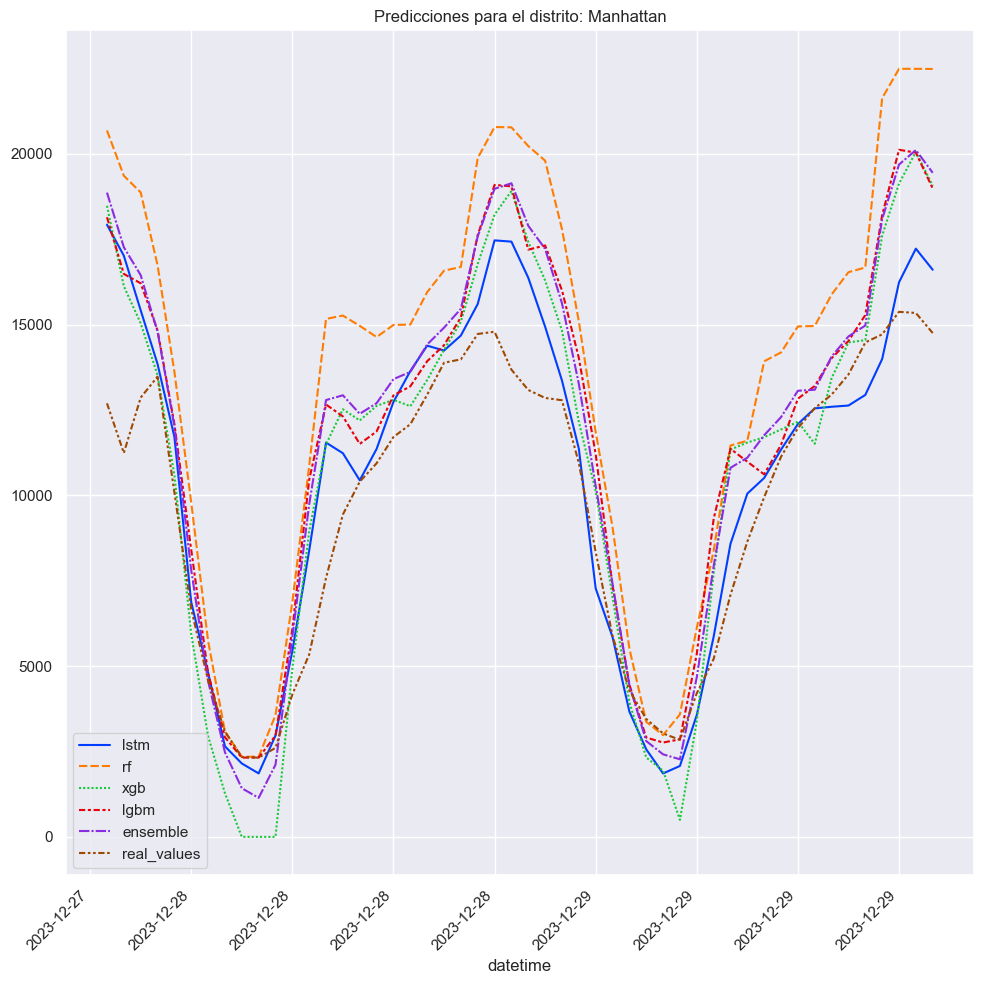 Predicciones para el distrito: Manhattan
20000
15000
10000
5000
0
lstm
rf
xgb
lgbm
ensemble
real_values
2023-12-27
2023-12-28
2023-12-28
2023-12-28
2023-12-28
2023-12-29
2023-12-29
2023-12-29
2023-12-29
datetime